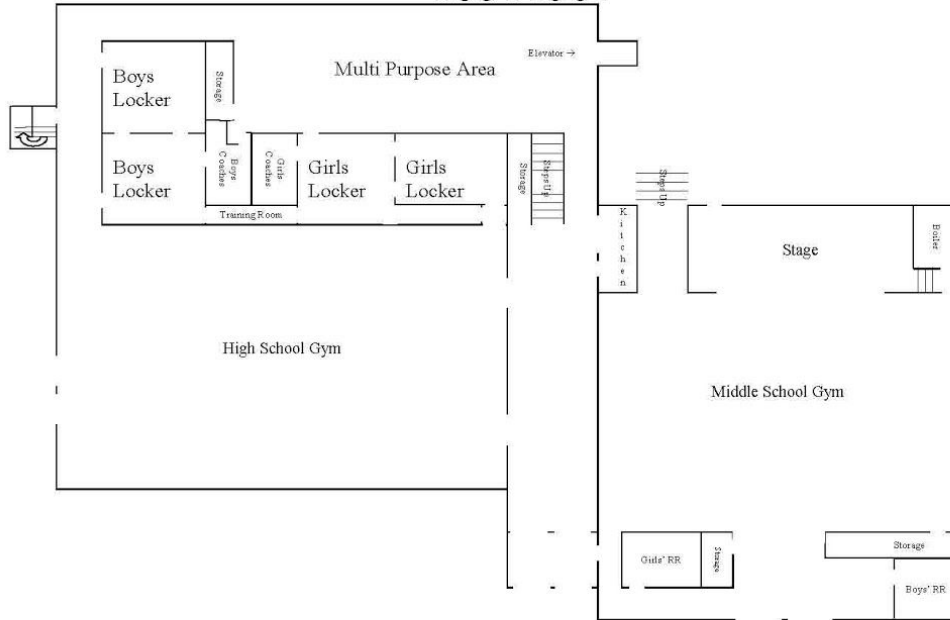 Elevator →
Multi Purpose Area
Boys
Locker
Storage
Boys
Locker
Boys
Coaches
Girls
Coaches
Girls
Locker
Girls
Locker
Storage
Steps Up
Training Room
Steps Up
Kitchen
Stage
Boiler
High School Gym
Middle School Gym
Girls' RR
Storage
Storage
Boys' RR